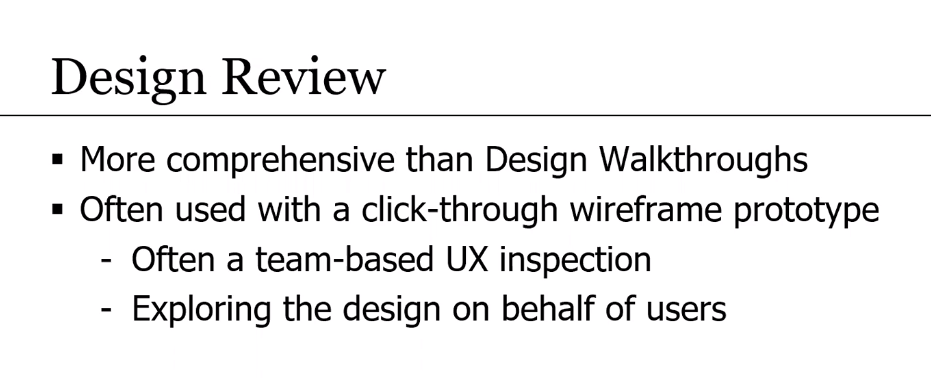 Design Review
▪ More comprehensive than Design Walkthroughs
▪ Often used with a click-through wireframe prototype
- Often a team-based UX inspection
- Exploring the design on behalf of users